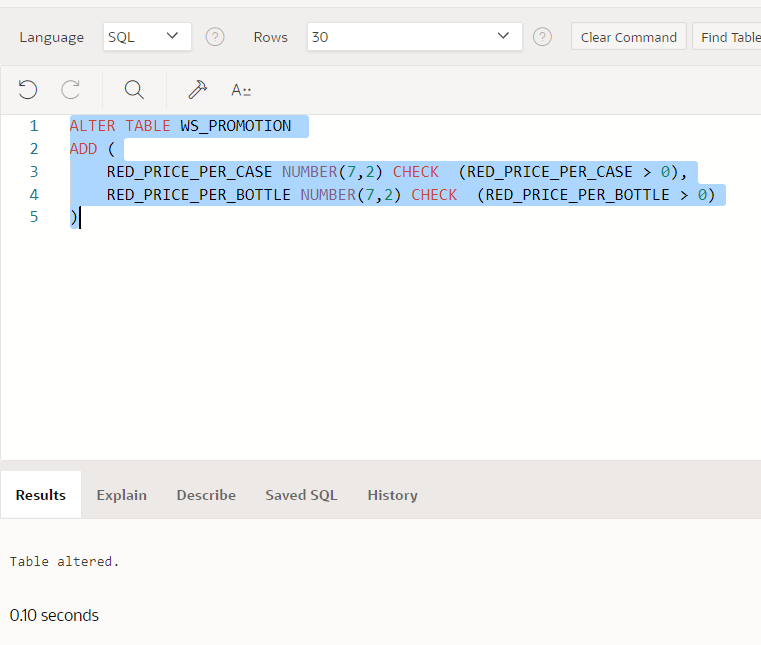 Language SQL ? Rows 30 ? Clear Command Find Table
A::
1 ALTER TABLE WS_PROMOTION
2 ADD (
3 RED_PRICE_PER_CASE NUMBER(7,2) CHECK  (RED_PRICE_PER_CASE > 0),
4 RED_PRICE_PER_BOTTLE NUMBER(7,2) CHECK  (RED_PRICE_PER_BOTTLE > 0)
5 )
Results Explain Describe Saved SQL History
Table altered.
0.10 seconds